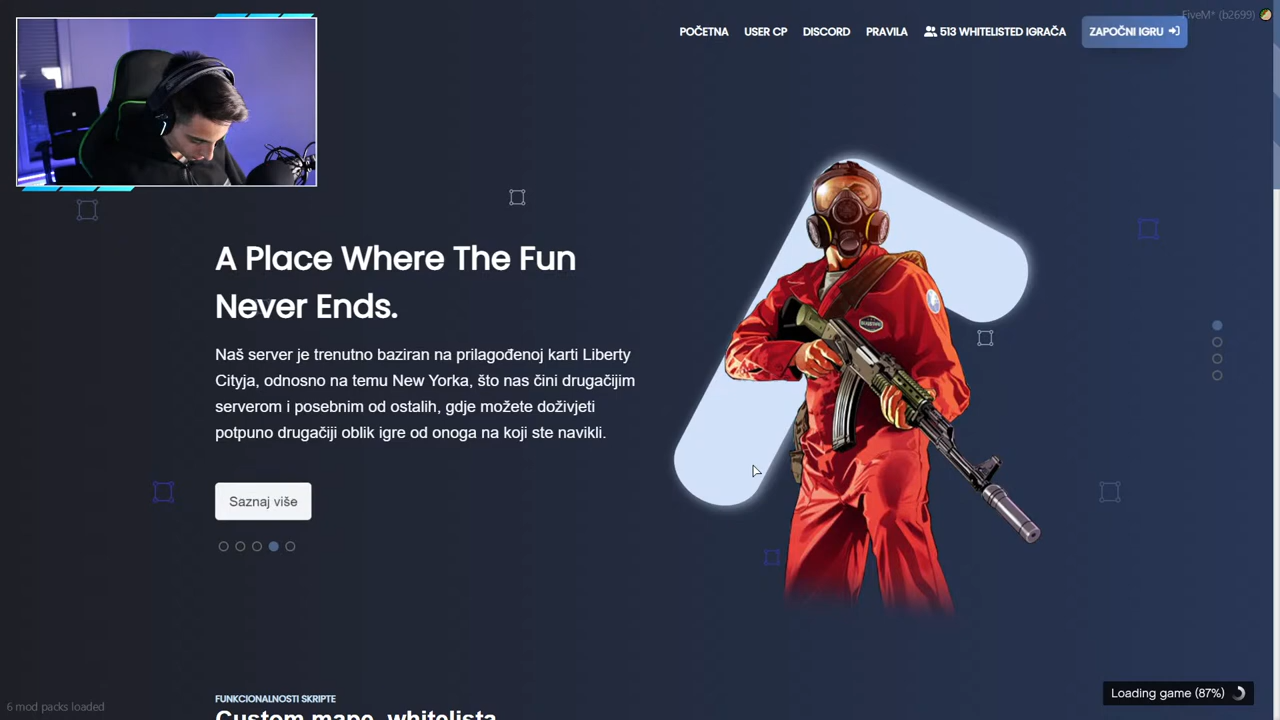 FiveM* (b2699)
POČETNA USER CP DISCORD PRAVILA 513 WHITELISTED IGRAČA ZAPOČNI IGRU
A Place Where The Fun
Never Ends.
Naš server je trenutno baziran na prilagođenoj karti Liberty
Cityja, odnosno na temu New Yorka, što nas čini drugačijim
serverom i posebnim od ostalih, gdje možete doživjeti
potpuno drugačiji oblik igre od onoga na koji ste navikli.
Saznaj više
Loading game (87%)
FUNKCIONALNOSTI SKRIPTE
6 mod packs loaded
Custom mape, whitelista